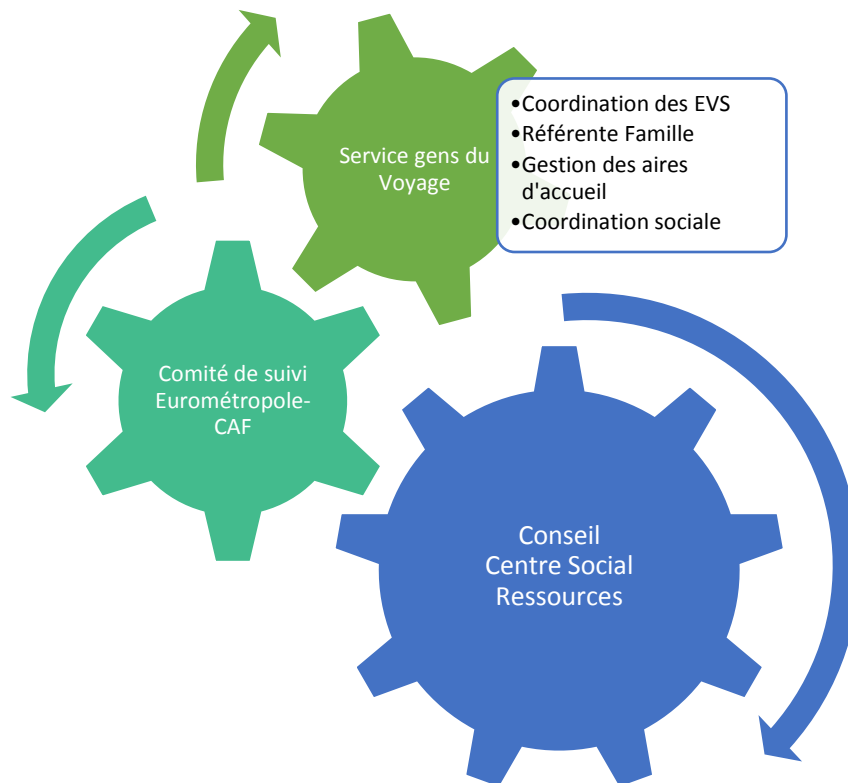 Service gens du
Voyage
•Coordination des EVS
•Référente Famille
•Gestion des aires
d'accueil
•Coordination sociale
Comité de suivi
Eurométropole-
CAF
Conseil
Centre Social
Ressources